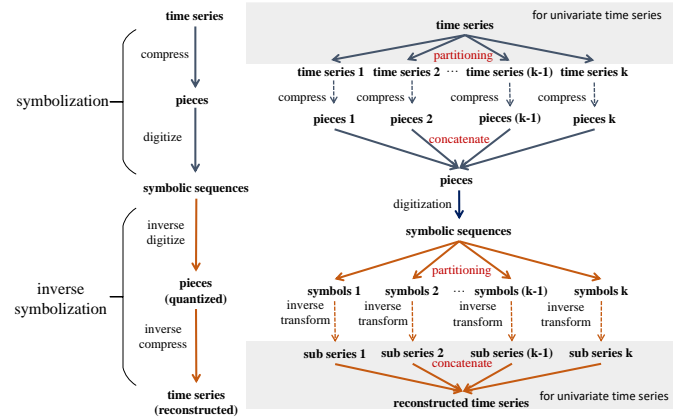 time series
compress
symbolization
pieces
digitize
symbolic sequences
inverse
digitize
inverse
symbolization
pieces
(quantized)
inverse
compress
time series
(reconstructed)
for univariate time series
time series
partitioning
time series 1 time series 2 ··· time series (k-1) time series k
compress compress compress compress
pieces 1 pieces 2 pieces (k-1) pieces k
concatenate
pieces
digitization
symbolic sequences
partitioning
symbols 1 symbols 2 ··· symbols (k-1) symbols k
inverse inverse inverse inverse
transform transform transform transform
sub series 1 sub series 2 sub series (k-1) sub series k
concatenate
reconstructed time series
for univariate time series